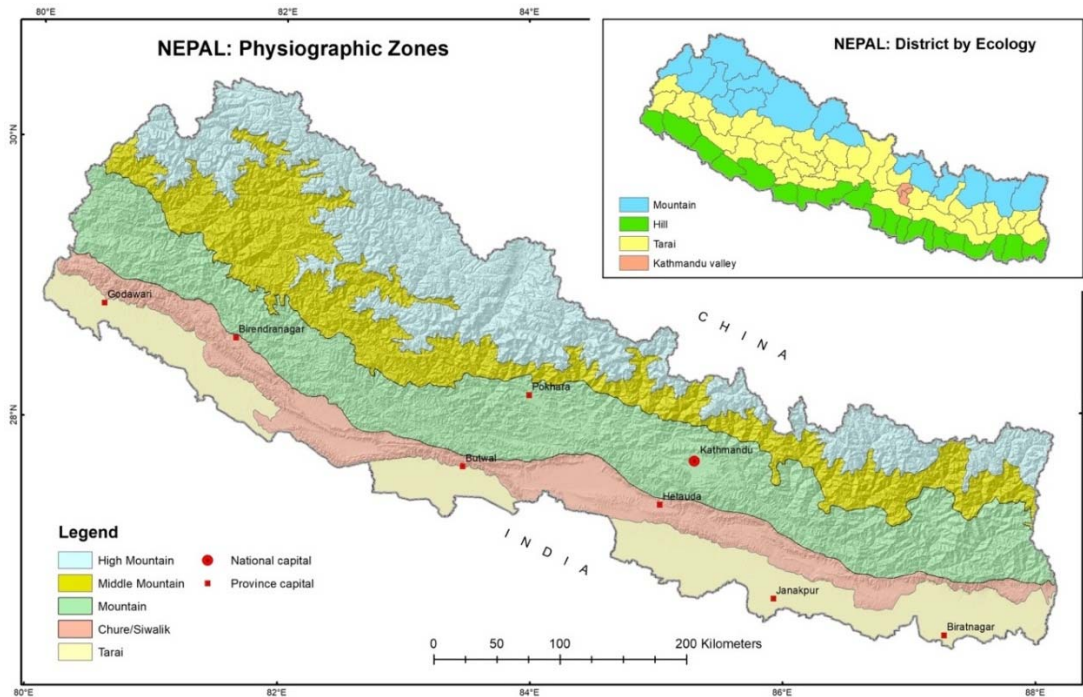 80°E
82°E
84°E
NEPAL: Physiographic Zones
NEPAL: District by Ecology
Mountain
Hill
Tarai
Kathmandu valley
30°N
28°N
Godawari
Birendranagar
Pokhara
Butwal
Kathmandu
Hetauda
Janakpur
Biratnagar
CHINA
INDIA
Legend
High Mountain
Middle Mountain
Mountain
Chure/Siwalik
Tarai
National capital
Province capital
0 50 100 200 Kilometers
80°E
82°E
84°E
86°E
88°E